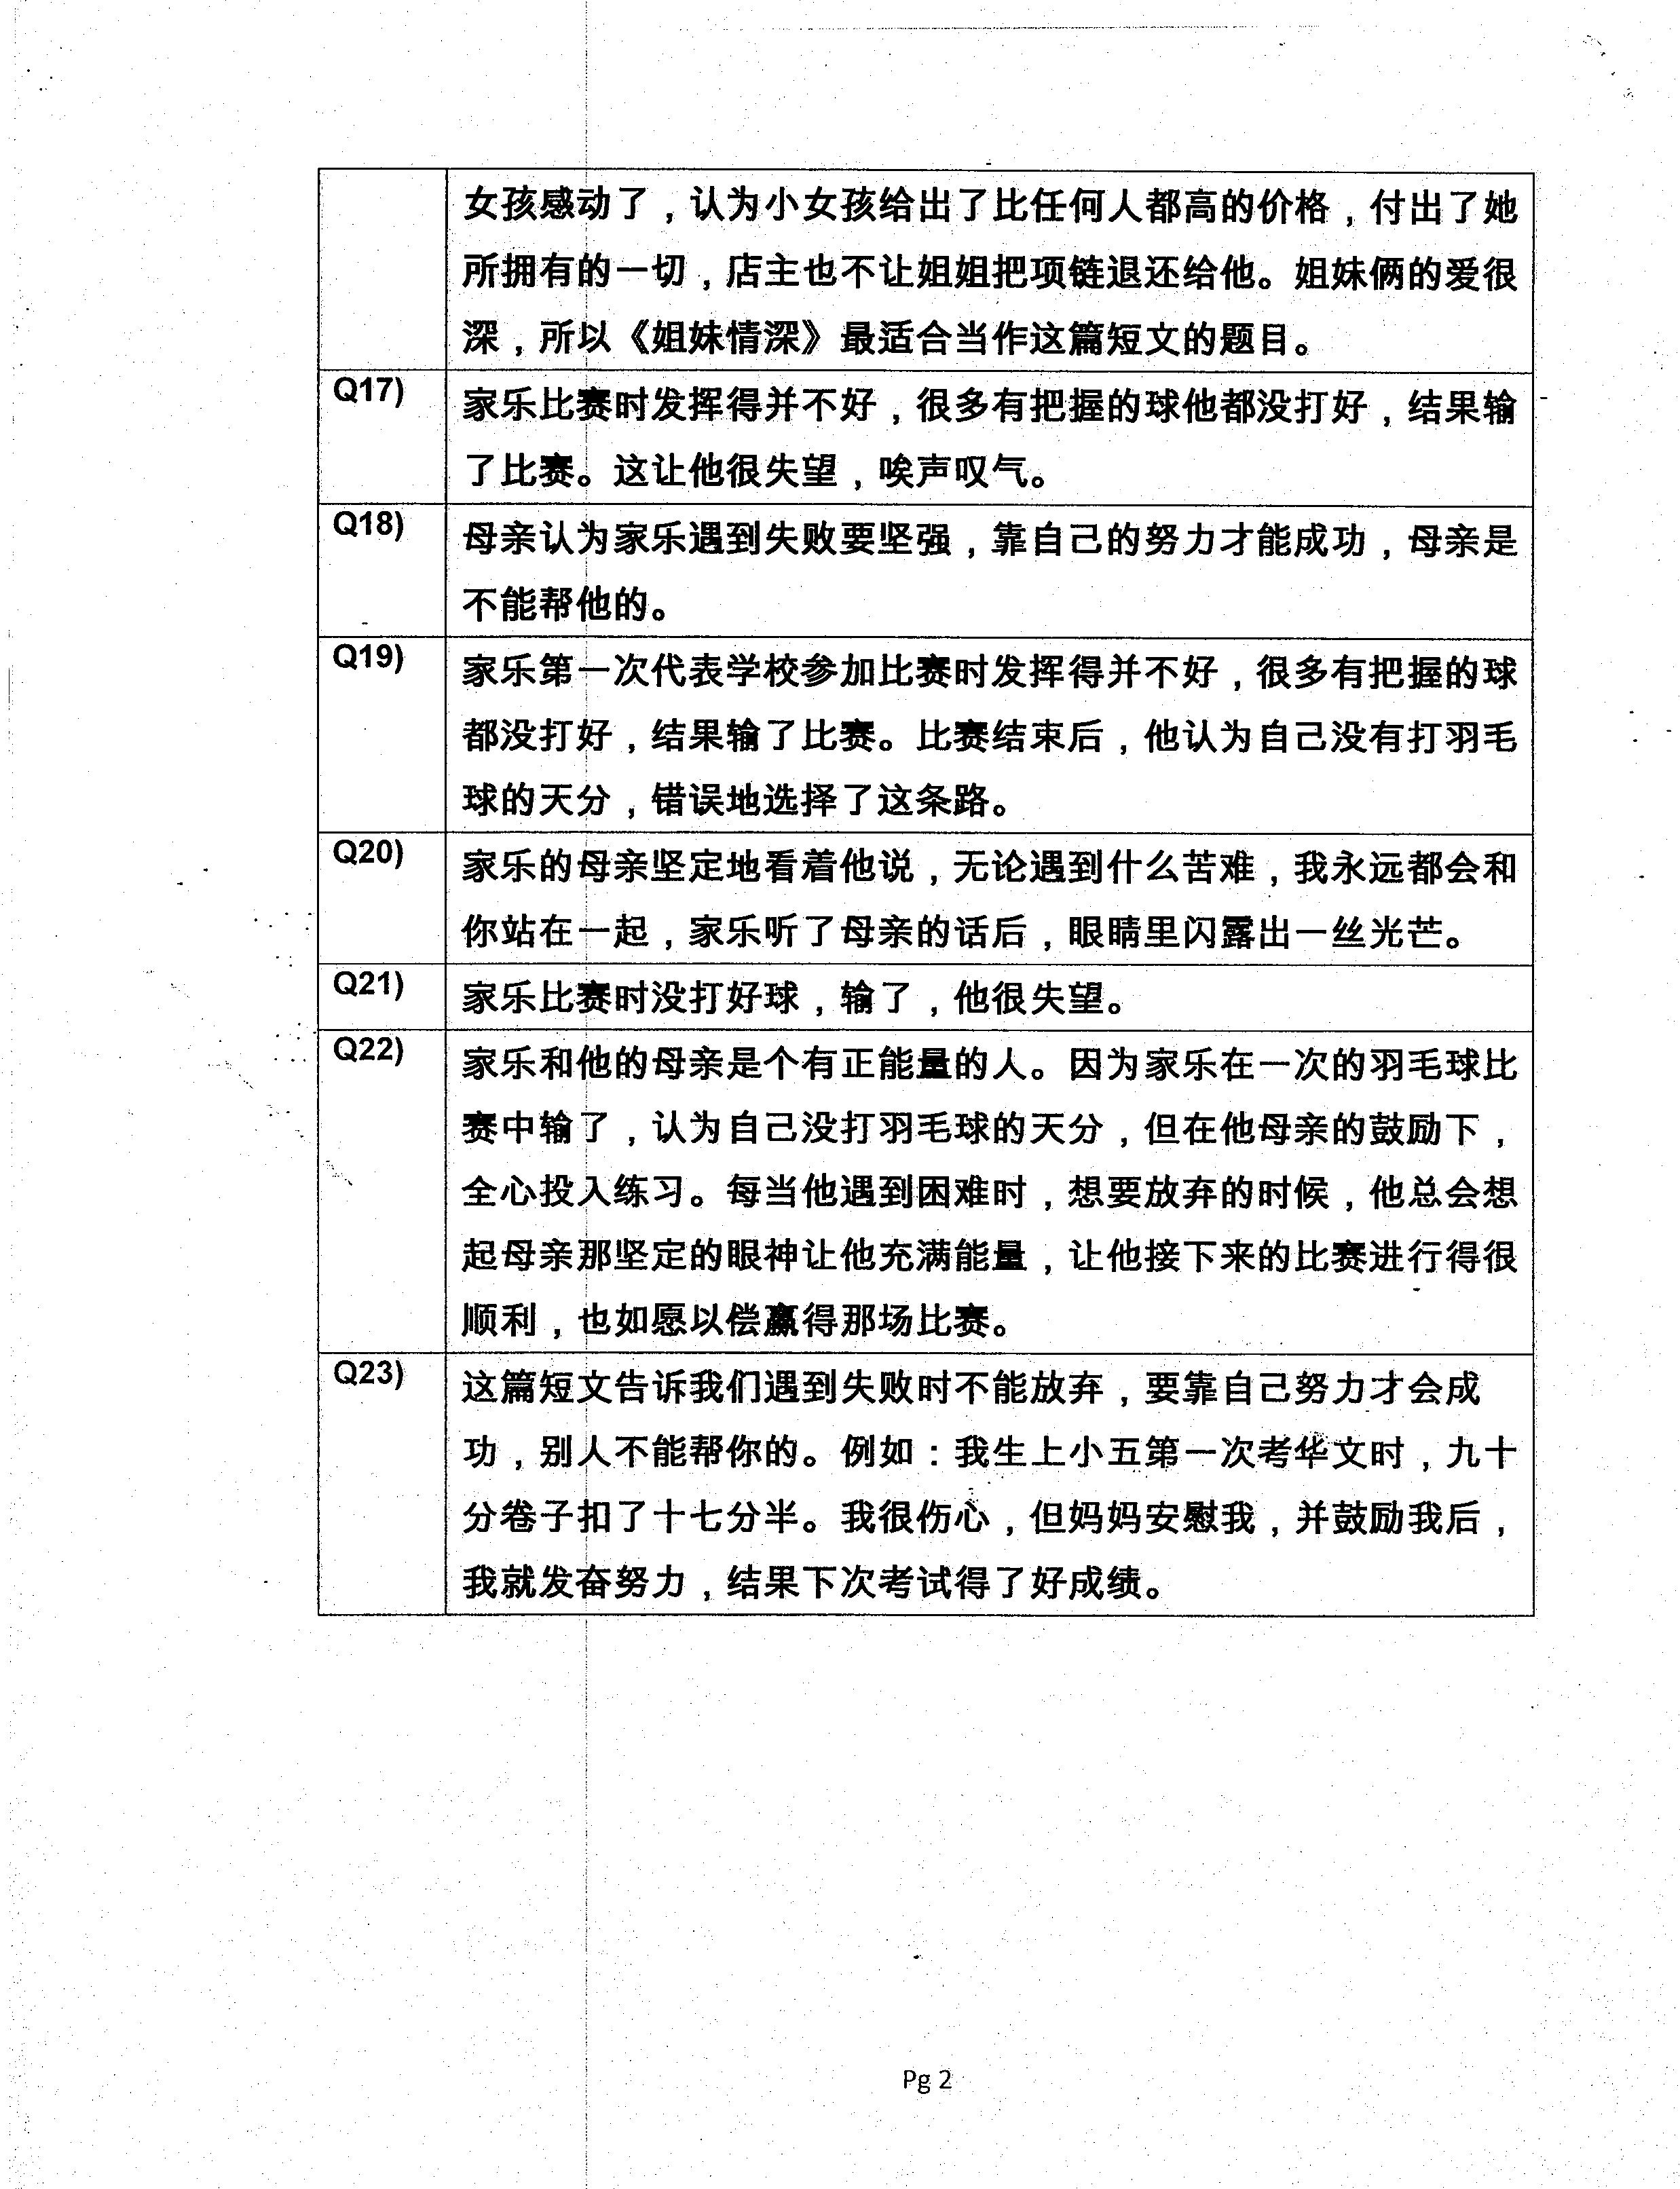 女孩感动了，认为小女孩给出了比任何人都高的价格，付出了她
所拥有的一切，店主也不让姐姐把项链退还给他。姐妹俩的爱很
深，所以《姐妹情深》最适合当作这篇短文的题目。
Q17) 家乐比赛时发挥得并不好，很多有把握的球他都没打好，结果输
了比赛。这让他很失望，唉声叹气。
Q18) 母亲认为家乐遇到失败要坚强，靠自己的努力才能成功，母亲是
不能帮他的。
Q19) 家乐第一次代表学校参加比赛时发挥得并不好，很多有把握的球
都没打好，结果输了比赛。比赛结束后，他认为自己没有打羽毛
球的天分，错误地选择了这条路。
Q20) 家乐的母亲坚定地看着他说，无论遇到什么苦难，我永远都会和
你站在一起，家乐听了母亲的话后，眼睛里闪露出一丝光芒。
Q21) 家乐比赛时没打好球，输了，他很失望。
Q22) 家乐和他的母亲是个有正能量的人。因为家乐在一次的羽毛球比
赛中输了，认为自己没打羽毛球的天分，但在他母亲的鼓励下，
全心投入练习。每当他遇到困难时，想要放弃的时候，他总会想
起母亲那坚定的眼神让他充满能量，让他接下来的比赛进行得很
顺利，也如愿以偿赢得那场比赛。
Q23) 这篇短文告诉我们遇到失败时不能放弃，要靠自己努力才会成
功，别人不能帮你的。例如：我生上小五第一次考华文时，九十
分卷子扣了十七分半。我很伤心，但妈妈安慰我，并鼓励我后，
我就发奋努力，结果下次考试得了好成绩。
Pg 2